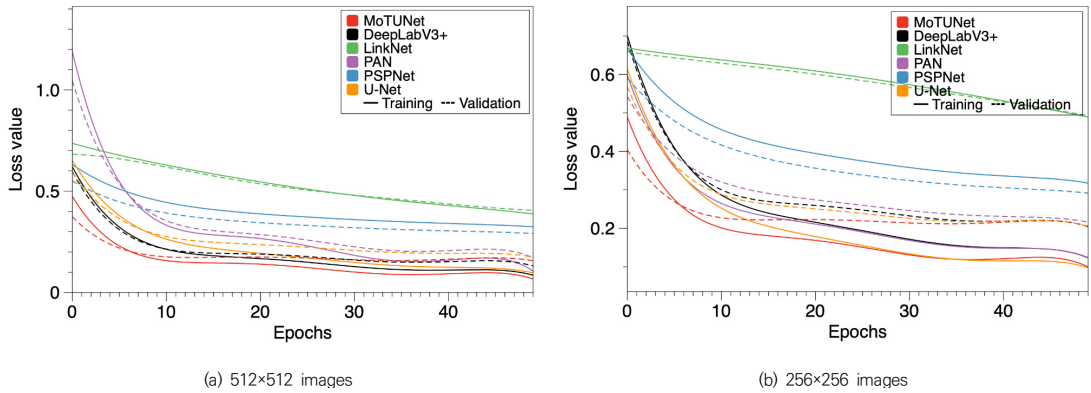 MoTUNet
DeepLabV3+
LinkNet
PAN
PSPNet
U-Net
Training Validation
Loss value
1.0
0.5
0
0 10 20 30 40
Epochs
(a) 512×512 images
MoTUNet
DeepLabV3+
LinkNet
PAN
PSPNet
U-Net
Training Validation
Loss value
0.6
0.4
0.2
0 10 20 30 40
Epochs
(b) 256×256 images